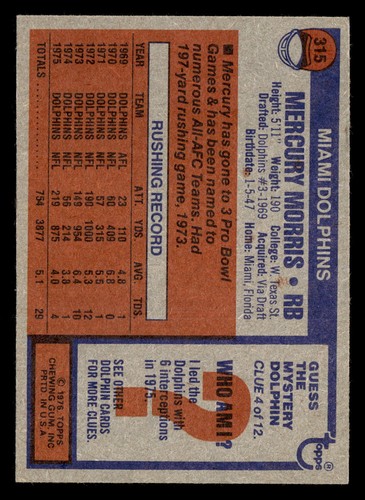 315
MIAMI DOLPHINS
MERCURY MORRIS • RB
Height: 5'11" Weight: 190 College: W. Texas St.
Drafted: Dolphins #3-1969 Acquired: Via Draft
Birthdate: 1-5-47 Home: Miami, Florida
Mercury has gone to 3 Pro Bowl
Games & has been named to
numerous All-AFC Teams. Had
197-yard rushing game, 1973.
RUSHING RECORD
YEAR TEAM ATT. YDS. AVG. TDS.
1969 DOLPHINS AFL 23 110 4.8 1
1970 DOLPHINS NFL 60 409 6.8 0
1971 DOLPHINS NFL 57 315 5.5 1
1972 DOLPHINS NFL 190 1000 5.3 12
1973 DOLPHINS NFL 149 954 6.4 10
1974 DOLPHINS NFL 56 214 3.8 1
1975 DOLPHINS NFL 219 875 4.0 4
TOTALS 754 3877 5.1 29
TOPPS ®
GUESS
THE
MYSTERY
DOLPHIN
CLUE 4 of 12.
WHO AM I?
I led the
Dolphins with
6 interceptions
in 1975.
SEE OTHER
DOLPHIN CARDS
FOR MORE CLUES.
© 1976 TOPPS
CHEWING GUM, INC
PRTD IN U.S.A.